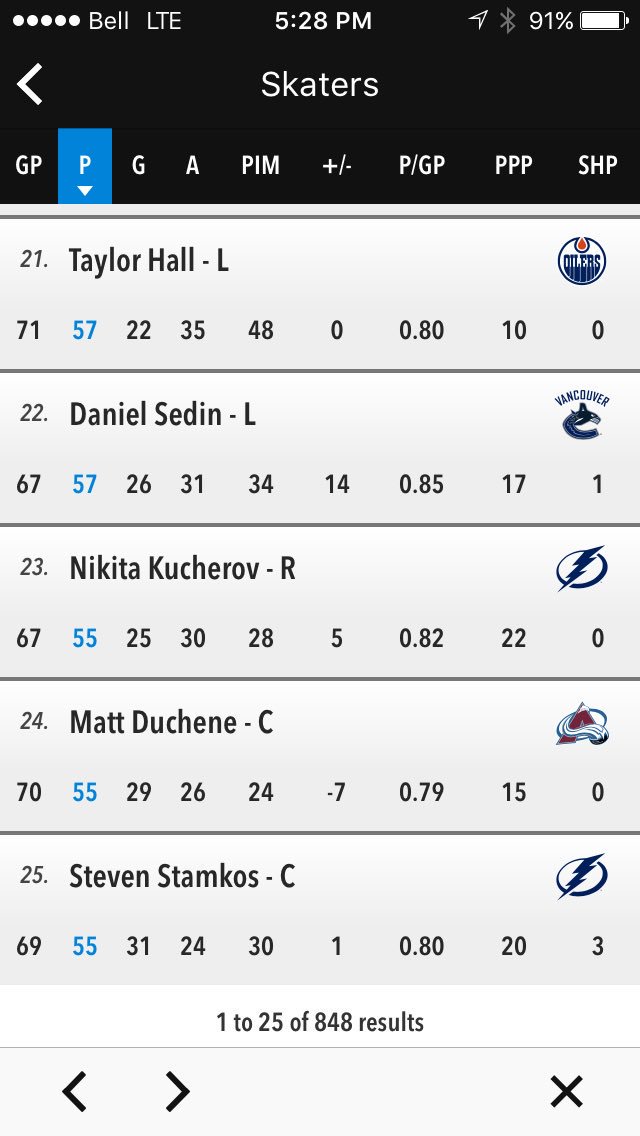 Bell LTE 5:28 PM 91%
Skaters
GP P G A PIM +/- P/GP PPP SHP
21. Taylor Hall - L OILERS
71 57 22 35 48 0 0.80 10 0
22. Daniel Sedin - L VANCOUVER
67 57 26 31 34 14 0.85 17 1
23. Nikita Kucherov - R
67 55 25 30 28 5 0.82 22 0
24. Matt Duchene - C
70 55 29 26 24 -7 0.79 15 0
25. Steven Stamkos - C
69 55 31 24 30 1 0.80 20 3
1 to 25 of 848 results